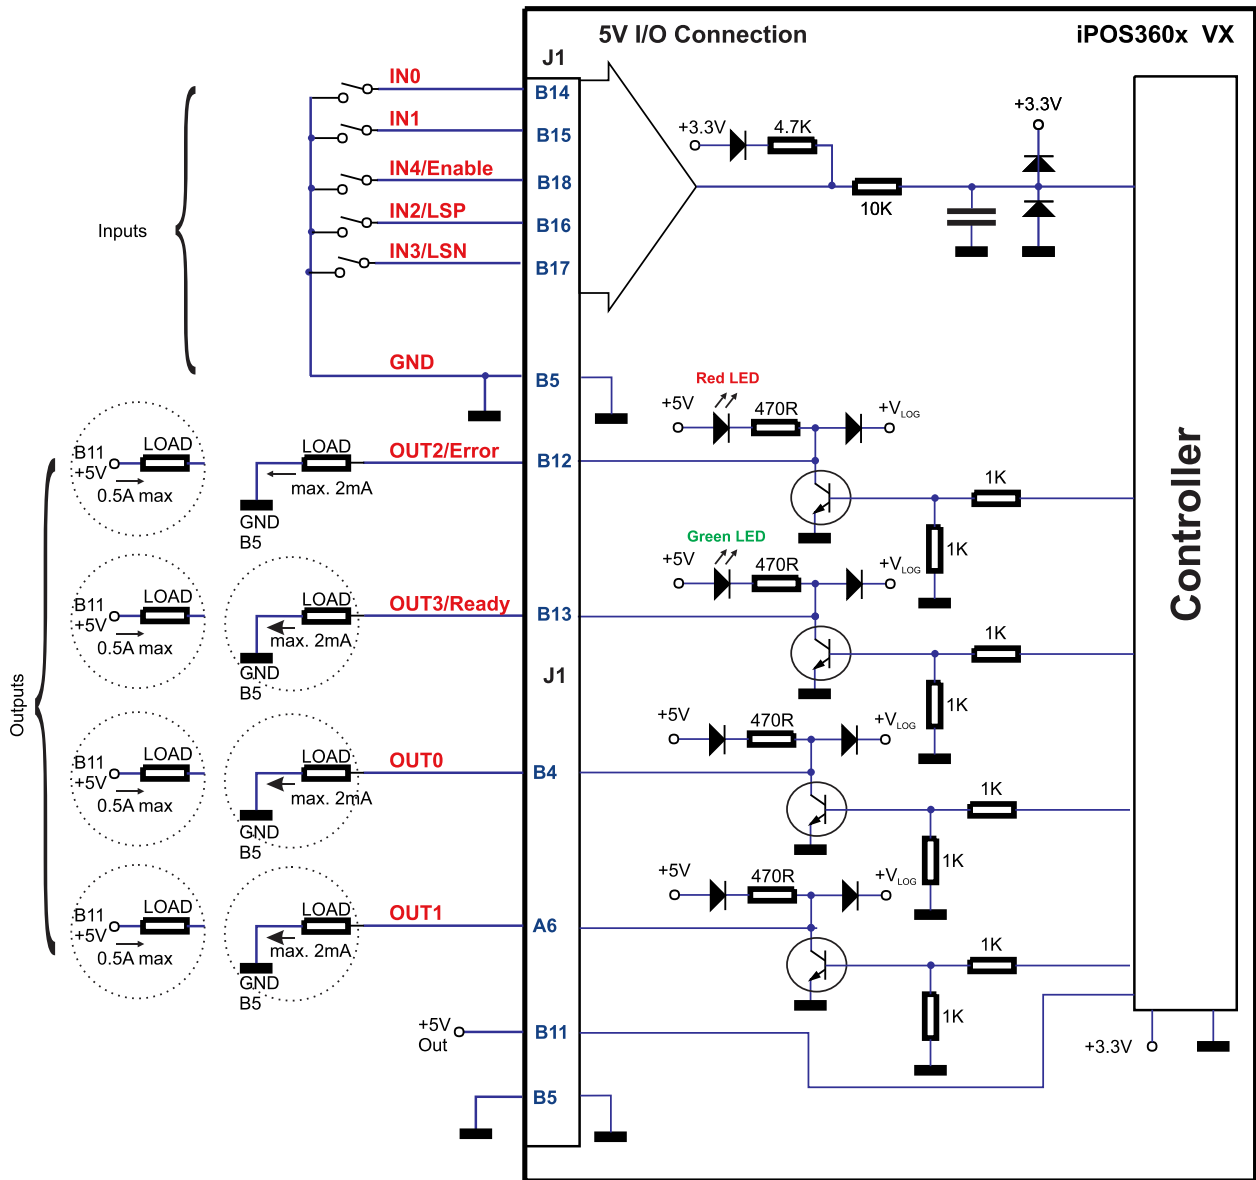 5V I/O Connection
iPOS360x VX
J1
IN0
B14
IN1
B15
IN4/Enable
B18
IN2/LSP
B16
IN3/LSN
B17
Inputs
+3.3V
4.7K
10K
+3.3V
GND
B5
Red LED
+5V
470R
+VLOG
B11
+5V
LOAD
0.5A max
LOAD
max. 2mA
GND
B5
OUT2/Error
B12
1K
1K
Green LED
+5V
470R
+VLOG
B11
+5V
LOAD
0.5A max
LOAD
max. 2mA
GND
B5
OUT3/Ready
B13
1K
1K
J1
Controller
Outputs
+5V
470R
+VLOG
B11
+5V
LOAD
0.5A max
LOAD
max. 2mA
GND
B5
OUT0
B4
1K
1K
+5V
470R
+VLOG
B11
+5V
LOAD
0.5A max
LOAD
max. 2mA
GND
B5
OUT1
A6
1K
1K
+5V
Out
B11
+3.3V
B5